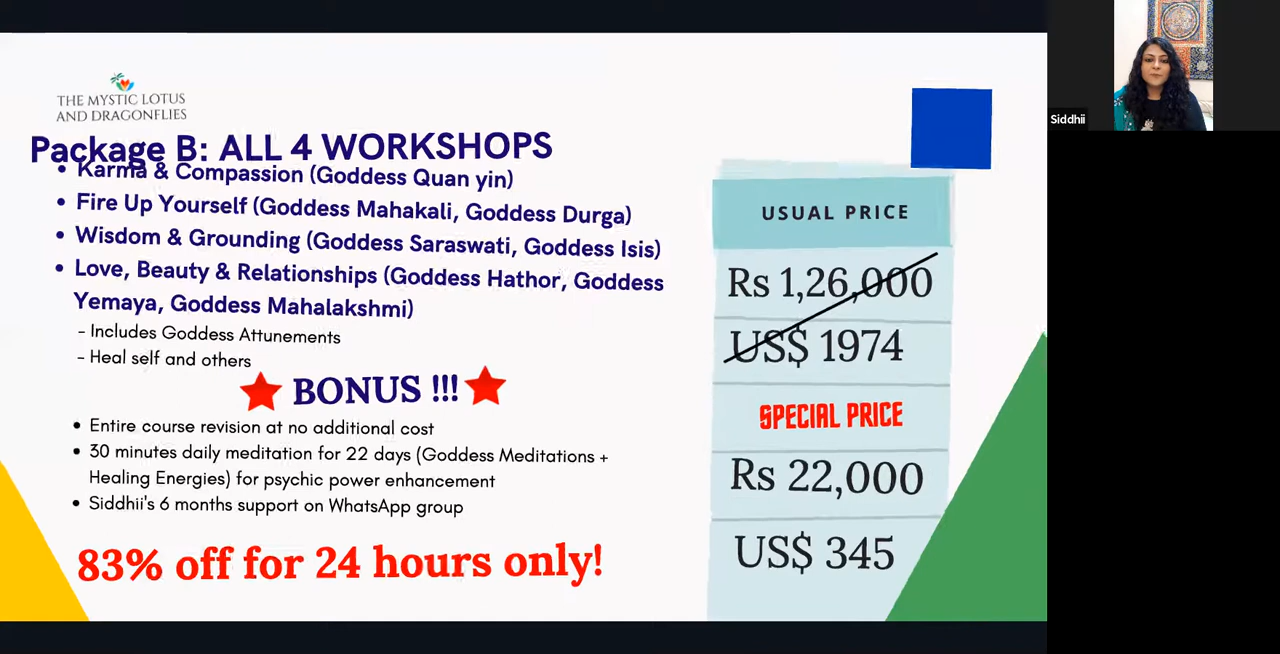 THE MYSTIC LOTUS
AND DRAGONFLIES
Package B: ALL 4 WORKSHOPS
• Karma & Compassion (Goddess Quan yin)
• Fire Up Yourself (Goddess Mahakali, Goddess Durga)
• Wisdom & Grounding (Goddess Saraswati, Goddess Isis)
• Love, Beauty & Relationships (Goddess Hathor, Goddess
Yemaya, Goddess Mahalakshmi)
- Includes Goddess Attunements
- Heal self and others
BONUS !!!
• Entire course revision at no additional cost
• 30 minutes daily meditation for 22 days (Goddess Meditations +
Healing Energies) for psychic power enhancement
• Siddhii's 6 months support on WhatsApp group
83% off for 24 hours only!
USUAL PRICE
Rs 1,26,000
US$ 1974
SPECIAL PRICE
Rs 22,000
US$ 345
Siddhii